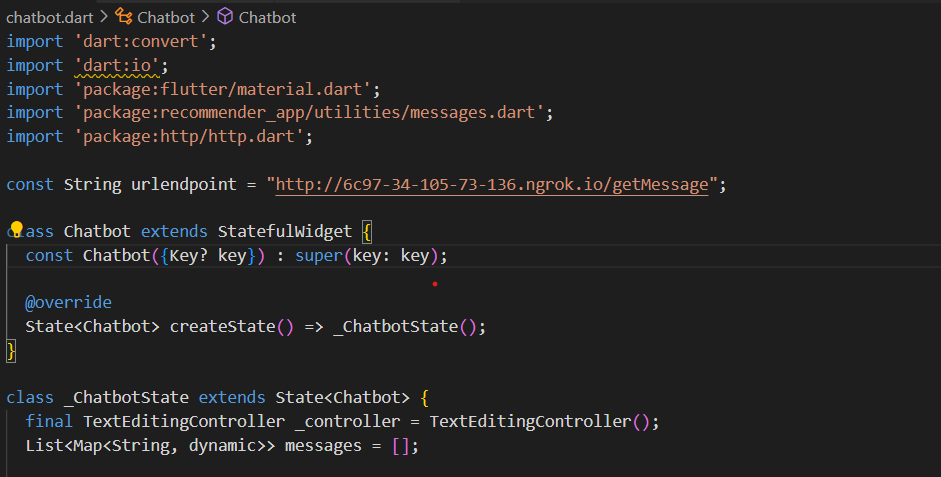 chatbot.dart > Chatbot > Chatbot
import 'dart:convert';
import 'dart:io';
import 'package:flutter/material.dart';
import 'package:recommender_app/utilities/messages.dart';
import 'package:http/http.dart';
const String urlendpoint = "http://6c97-34-105-73-136.ngrok.io/getMessage";
class Chatbot extends StatefulWidget {
const Chatbot({Key? key}) : super(key: key);
@override
State<Chatbot> createState() => _ChatbotState();
}
class _ChatbotState extends State<Chatbot> {
final TextEditingController _controller = TextEditingController();
List<Map<String, dynamic>> messages = [];